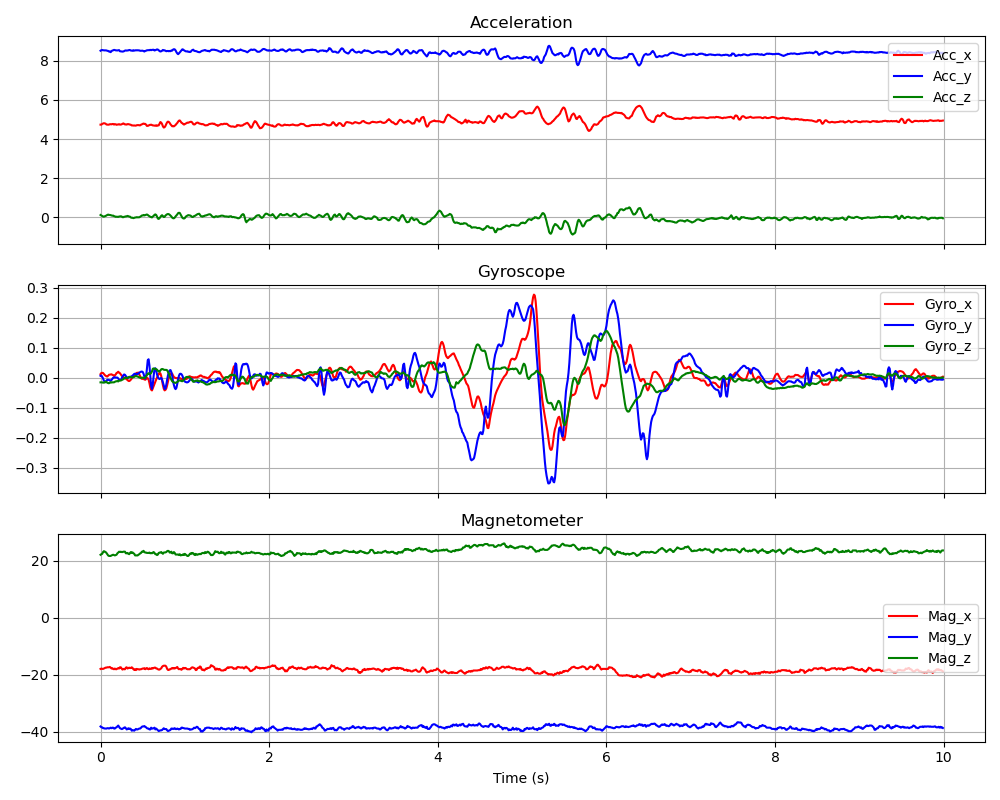 Acceleration
8
6
4
2
0
Acc_x
Acc_y
Acc_z
Gyroscope
0.3
0.2
0.1
0.0
−0.1
−0.2
−0.3
Gyro_x
Gyro_y
Gyro_z
Magnetometer
20
0
−20
−40
Mag_x
Mag_y
Mag_z
0 2 4 6 8 10
Time (s)